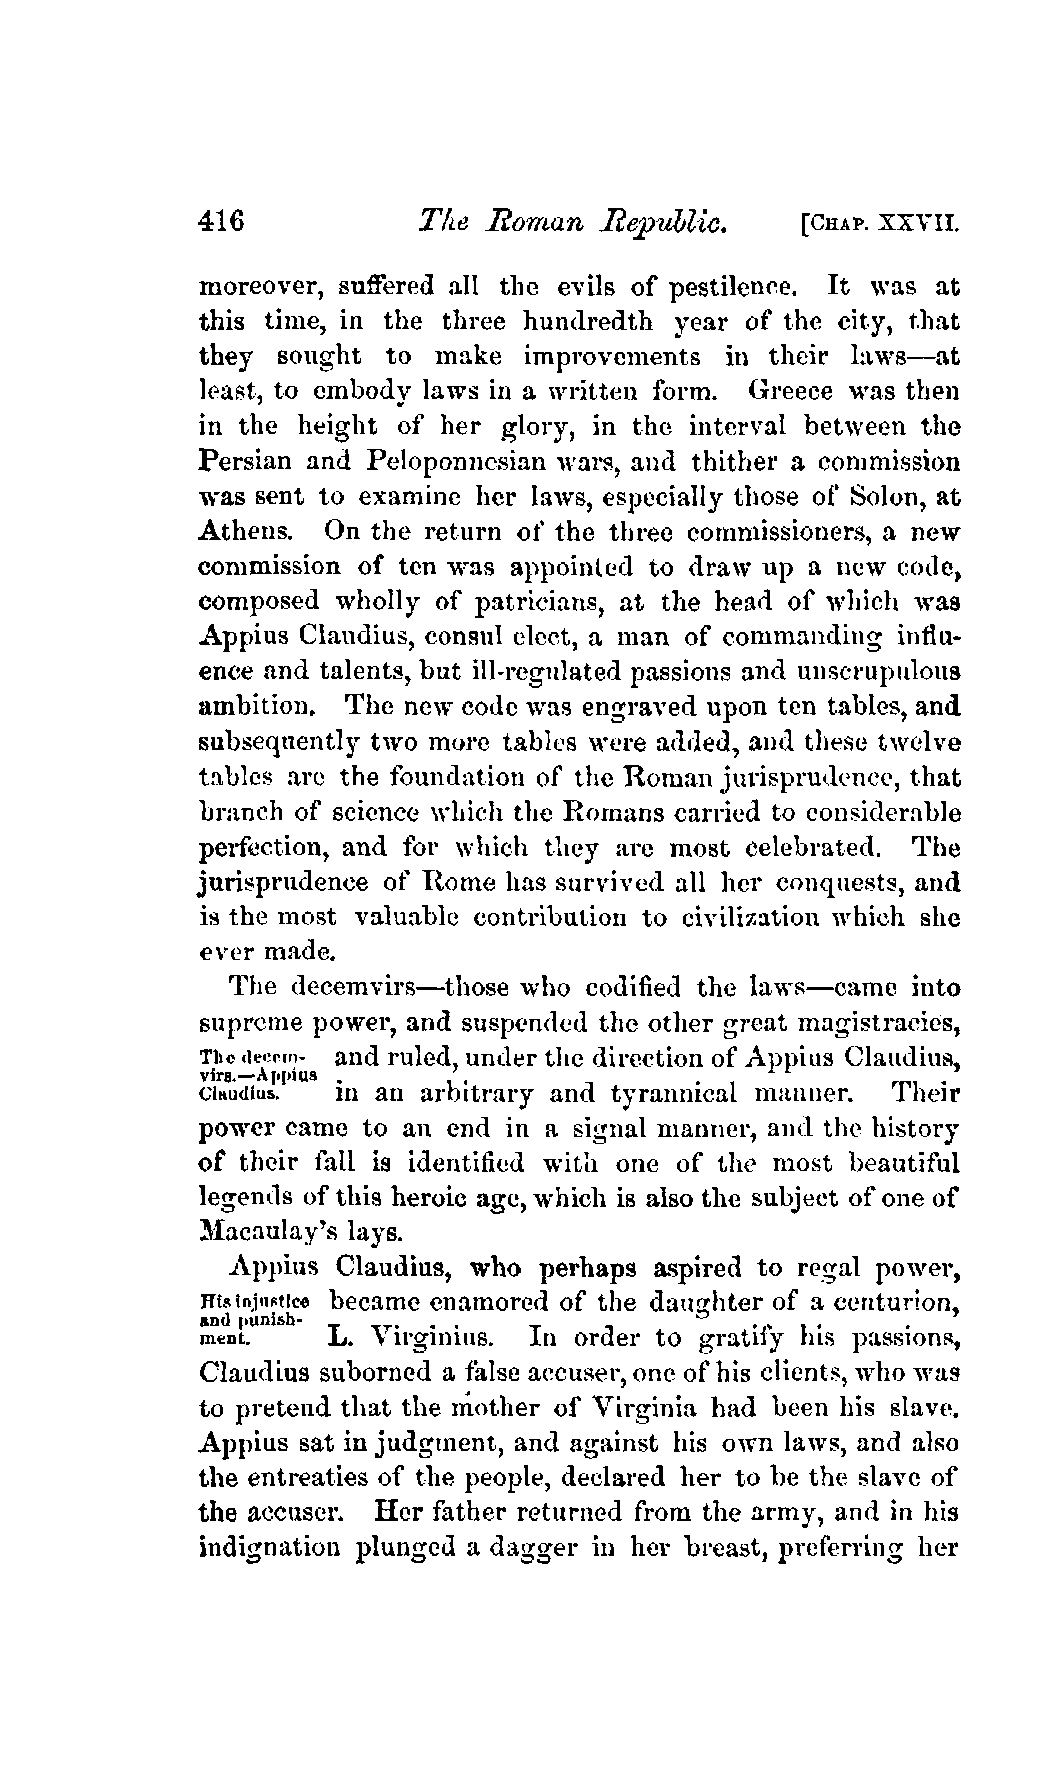 416 The Roman Republic. [CHAP. XXVII.
moreover, suffered all the evils of pestilence. It was at
this time, in the three hundredth year of the city, that
they sought to make improvements in their laws—at
least, to embody laws in a written form. Greece was then
in the height of her glory, in the interval between the
Persian and Peloponnesian wars, and thither a commission
was sent to examine her laws, especially those of Solon, at
Athens. On the return of the three commissioners, a new
commission of ten was appointed to draw up a new code,
composed wholly of patricians, at the head of which was
Appius Claudius, consul elect, a man of commanding influ-
ence and talents, but ill-regulated passions and unscrupulous
ambition. The new code was engraved upon ten tables, and
subsequently two more tables were added, and these twelve
tables are the foundation of the Roman jurisprudence, that
branch of science which the Romans carried to considerable
perfection, and for which they are most celebrated. The
jurisprudence of Rome has survived all her conquests, and
is the most valuable contribution to civilization which she
ever made.
The decemvirs—those who codified the laws—came into
supreme power, and suspended the other great magistracies,
The decem-
virs.—Appius
Claudius.
and ruled, under the direction of Appius Claudius,
in an arbitrary and tyrannical manner. Their
power came to an end in a signal manner, and the history
of their fall is identified with one of the most beautiful
legends of this heroic age, which is also the subject of one of
Macaulay's lays.
Appius Claudius, who perhaps aspired to regal power,
His injustice
and punish-
ment.
became enamored of the daughter of a centurion,
L. Virginius. In order to gratify his passions,
Claudius suborned a false accuser, one of his clients, who was
to pretend that the mother of Virginia had been his slave.
Appius sat in judgment, and against his own laws, and also
the entreaties of the people, declared her to be the slave of
the accuser. Her father returned from the army, and in his
indignation plunged a dagger in her breast, preferring her